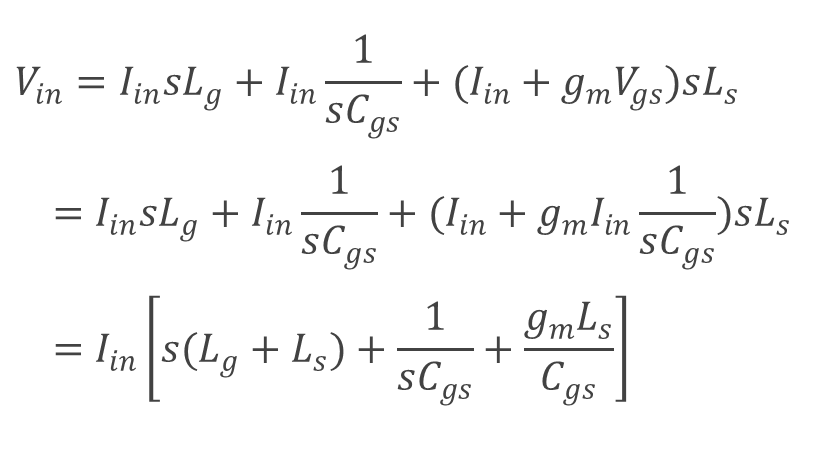 $V_{in} = I_{in}sL_g + I_{in}\frac{1}{sC_{gs}} + (I_{in} + g_mV_{gs})sL_s$
$= I_{in}sL_g + I_{in}\frac{1}{sC_{gs}} + (I_{in} + g_mI_{in}\frac{1}{sC_{gs}})sL_s$
$= I_{in}\left[s(L_g + L_s) + \frac{1}{sC_{gs}} + \frac{g_mL_s}{C_{gs}}\right]$